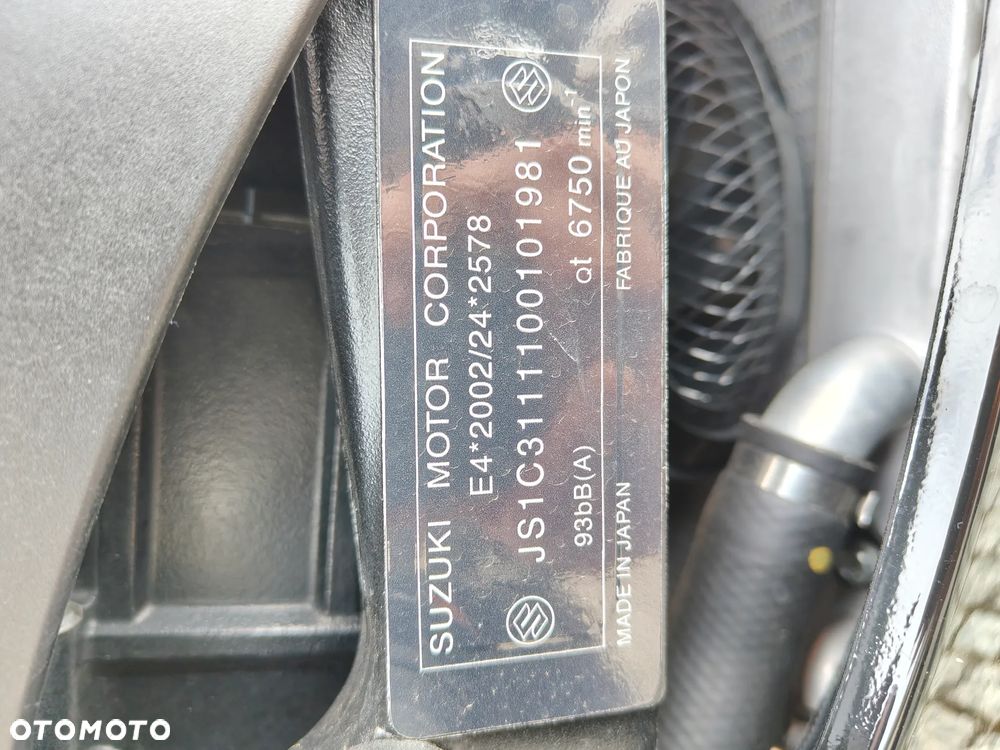 SUZUKI MOTOR CORPORATION
E4*2002/24*2578
JS1C3111100101981
93bB(A) at 6750 min⁻¹
MADE IN JAPAN FABRIQUE AU JAPON
OTOMOTO